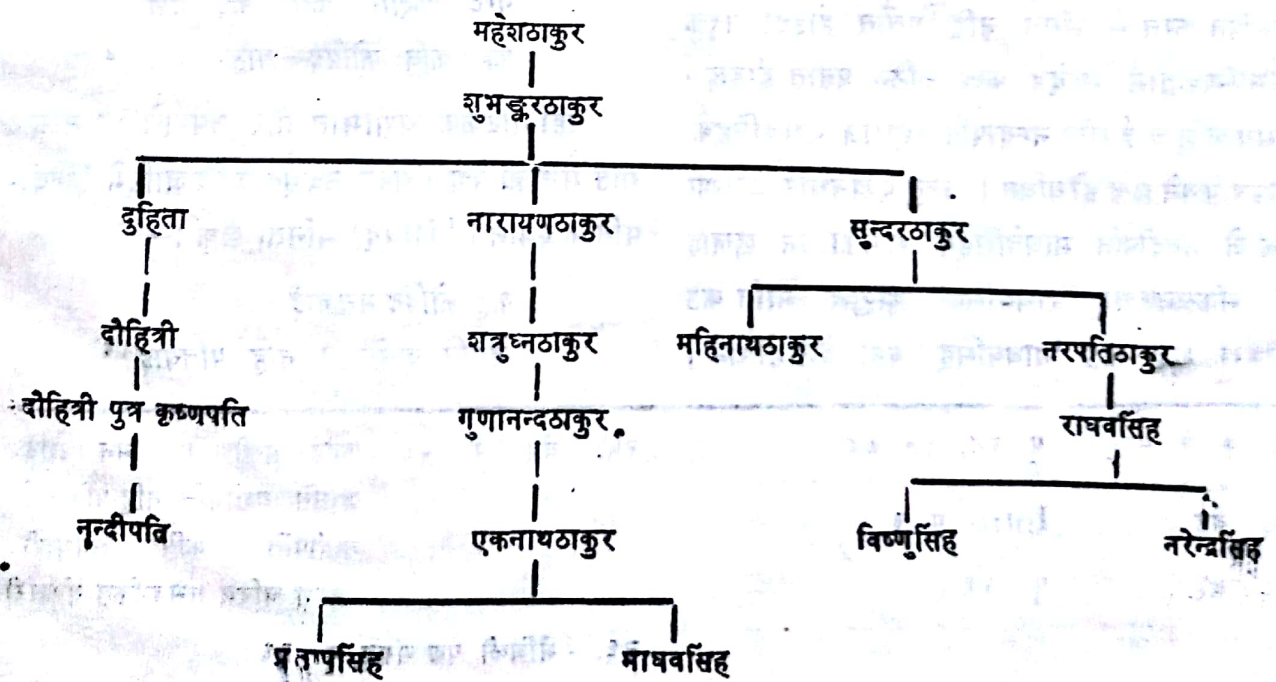 महेशठाकुर
शुभङ्करठाकुर
दुहिता नारायणठाकुर सुन्दरठाकुर
दौहित्री शत्रुघ्नठाकुर महिनाथठाकुर नरपतिठाकुर
दौहित्री पुत्र कृष्णपति गुणानन्दठाकुर राघवसिंह
नन्दीपति एकनाथठाकुर विष्णुसिंह नरेन्द्रसिंह
प्रतापसिंह माधवसिंह